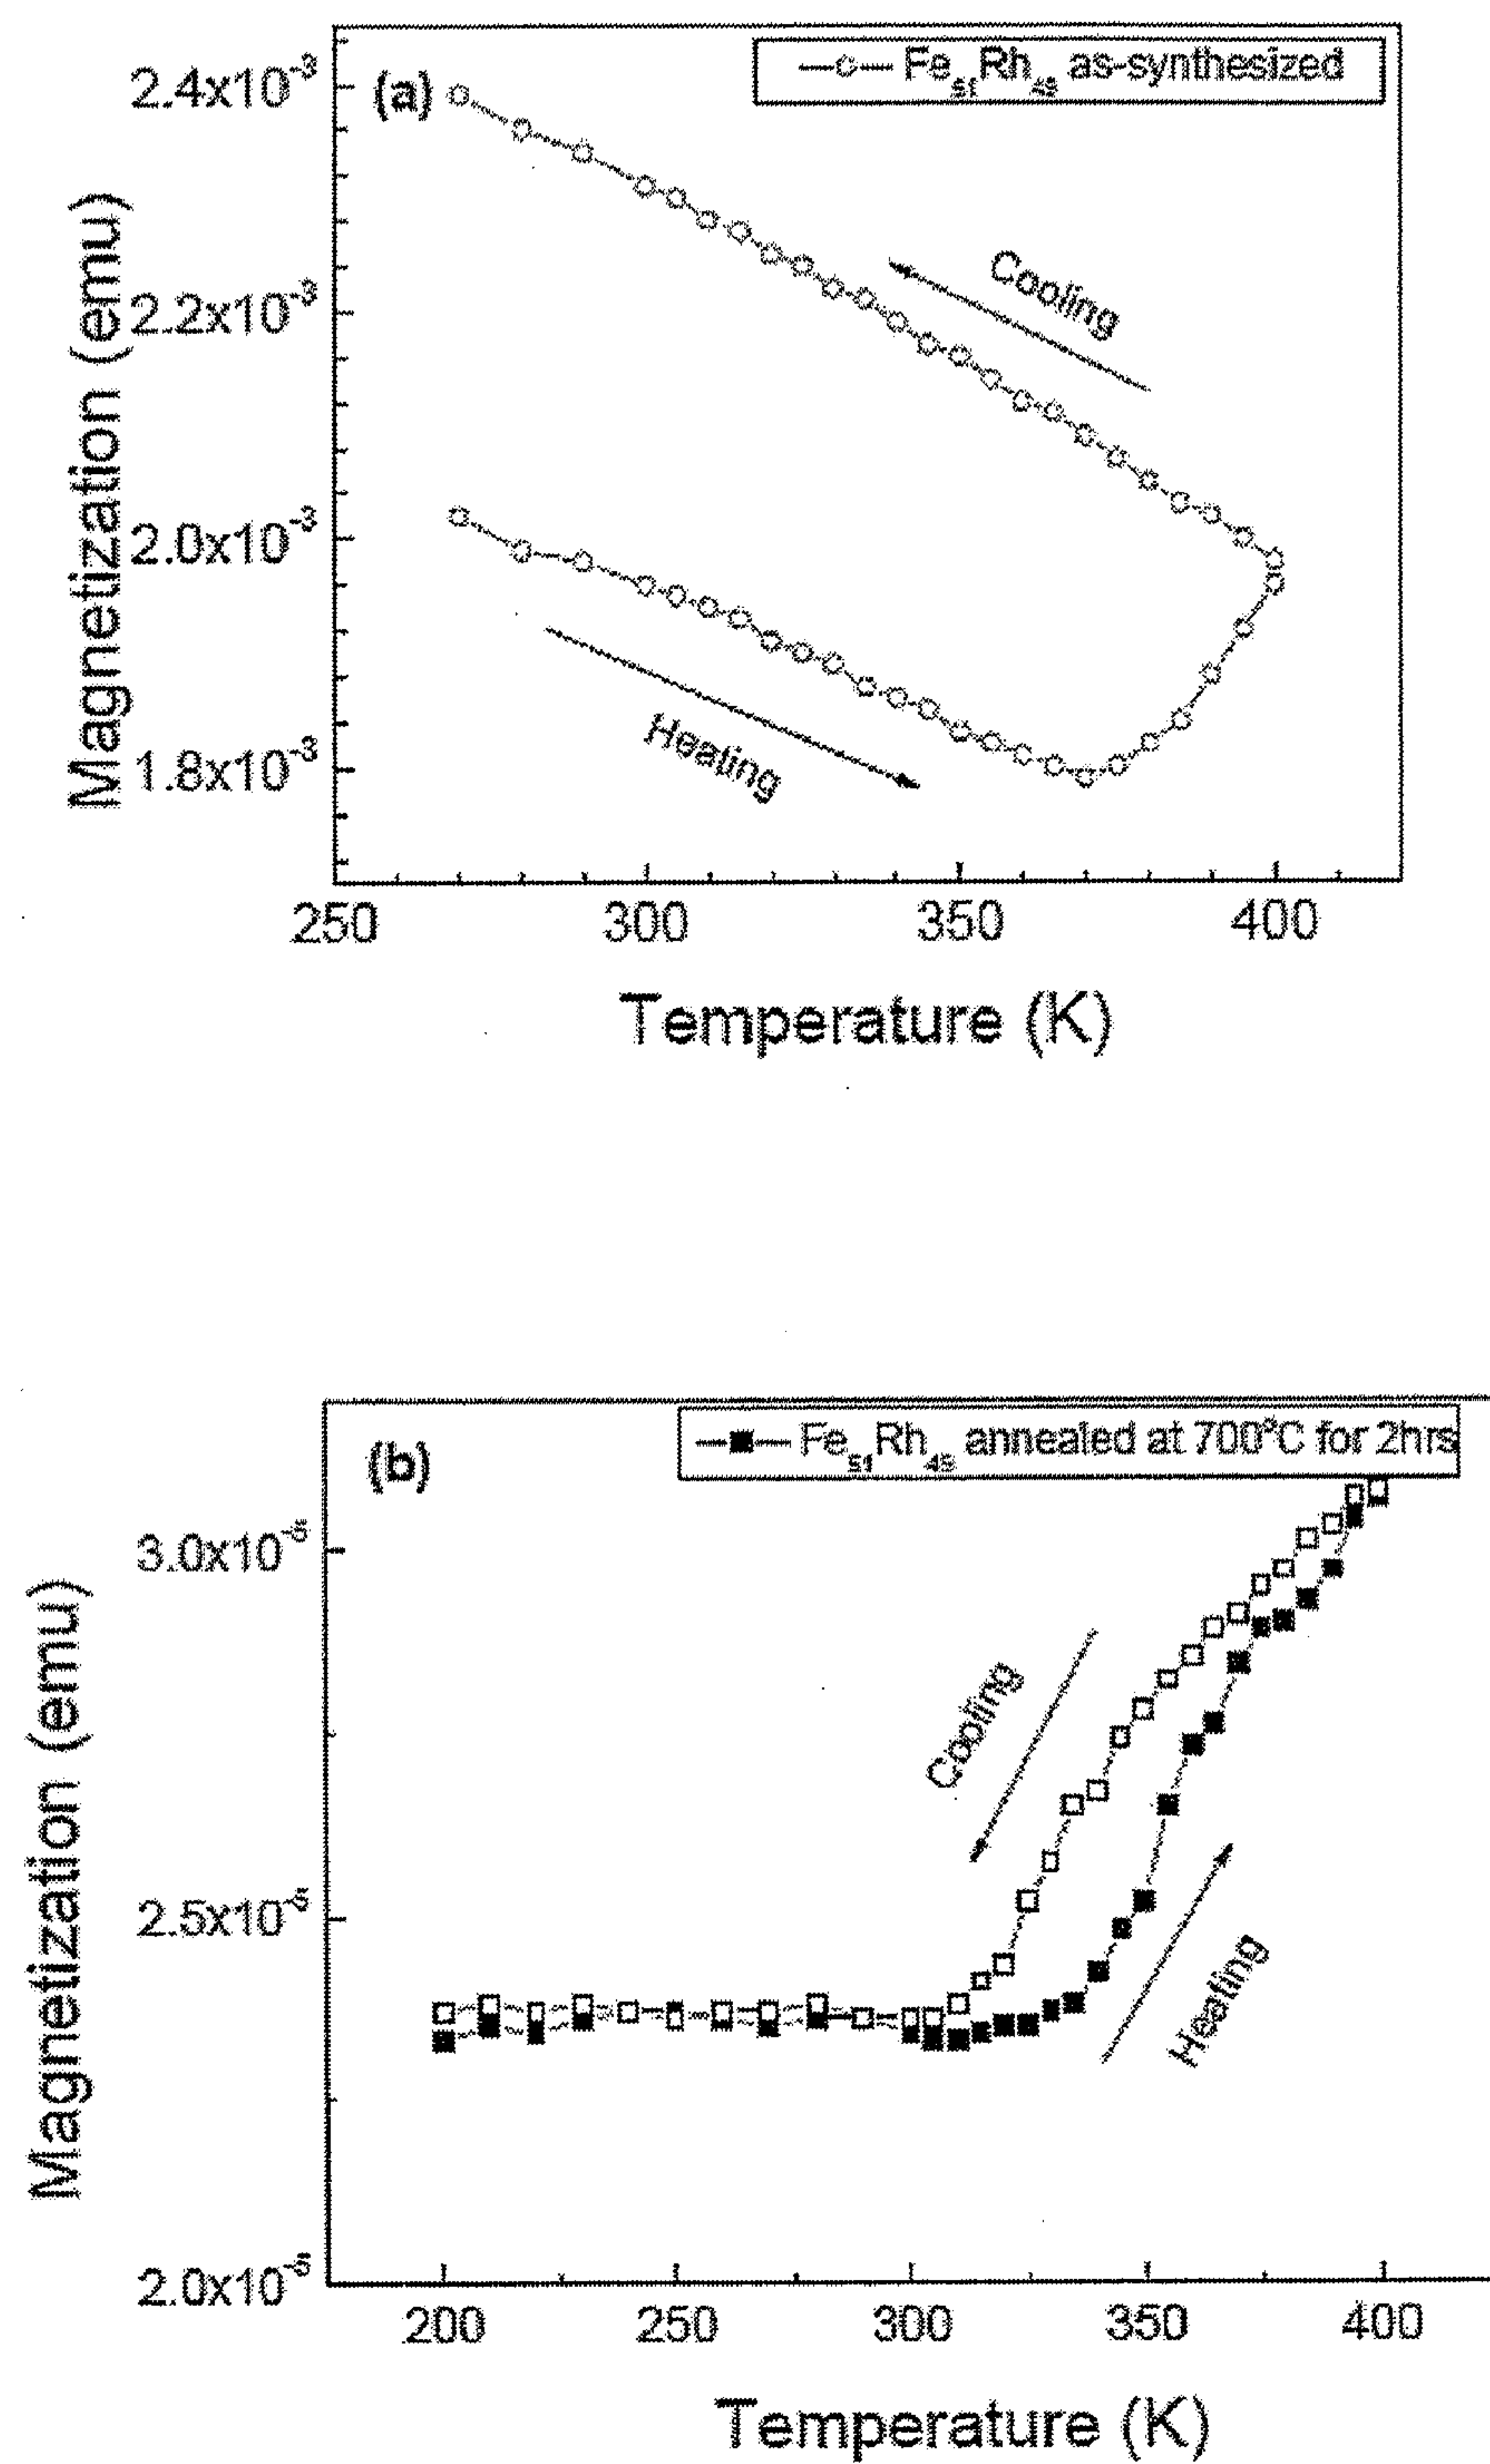 (a)
Fe51Rh49 as-synthesized
2.4x10-3
2.2x10-3
2.0x10-3
1.8x10-3
Magnetization (emu)
Cooling
Heating
250 300 350 400
Temperature (K)
(b)
Fe51Rh49 annealed at 700°C for 2hrs
3.0x10-5
2.5x10-5
2.0x10-5
Magnetization (emu)
Cooling
Heating
200 250 300 350 400
Temperature (K)